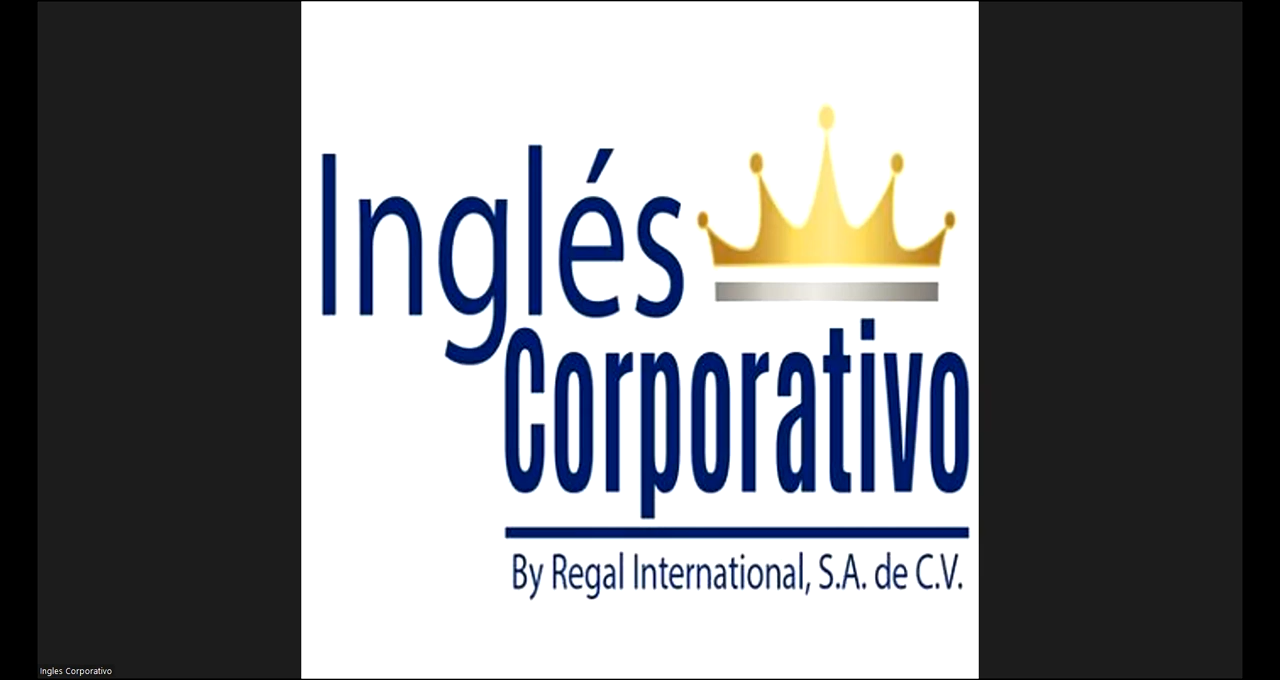 Inglés
Corporativo
By Regal International, S.A. de C.V.
Ingles Corporativo